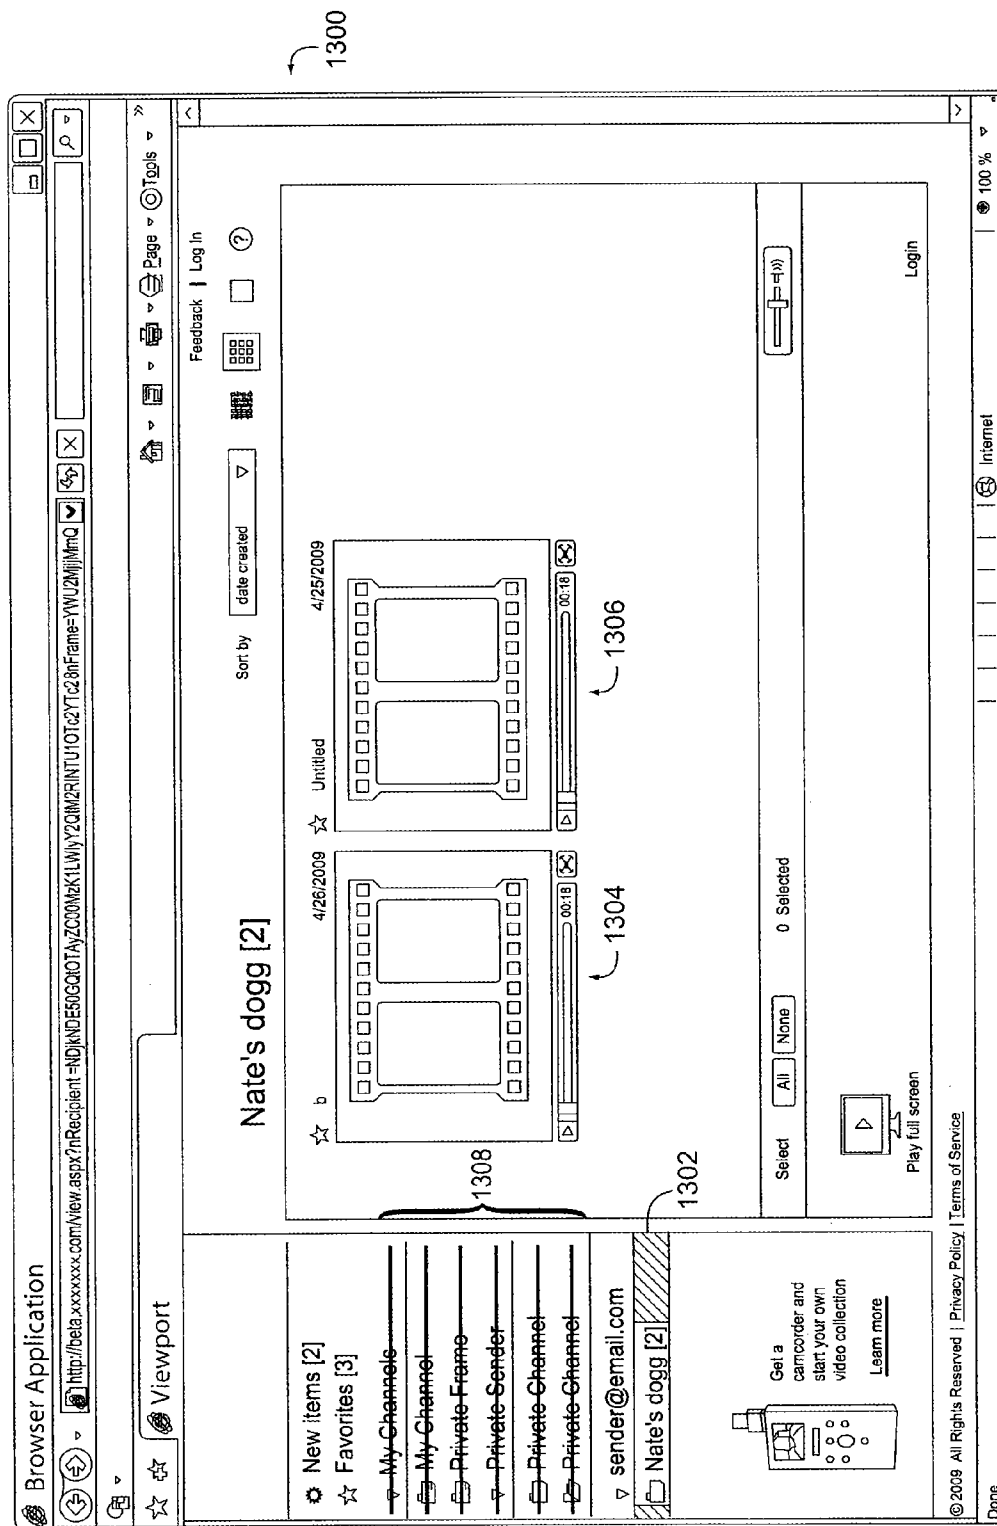 1300
Browser Application
Viewport
Page
Tools
Feedback | Log In
New items [2]
Favorites [3]
My Channels
My Channel
Private Frame
Private Sender
Private Channel
Private Channel
sender@email.com
Nate's dogg [2]
1308
1302
Get a
camcorder and
start your own
video collection
Learn more
Nate's dogg [2]
Sort by
date created
?
b
4/26/2009
00:18
1304
Untitled
4/25/2009
00:18
1306
Select
All
None
0 Selected
Play full screen
Login
©2009 All Rights Reserved | Privacy Policy | Terms of Service
Done
Internet
100 %